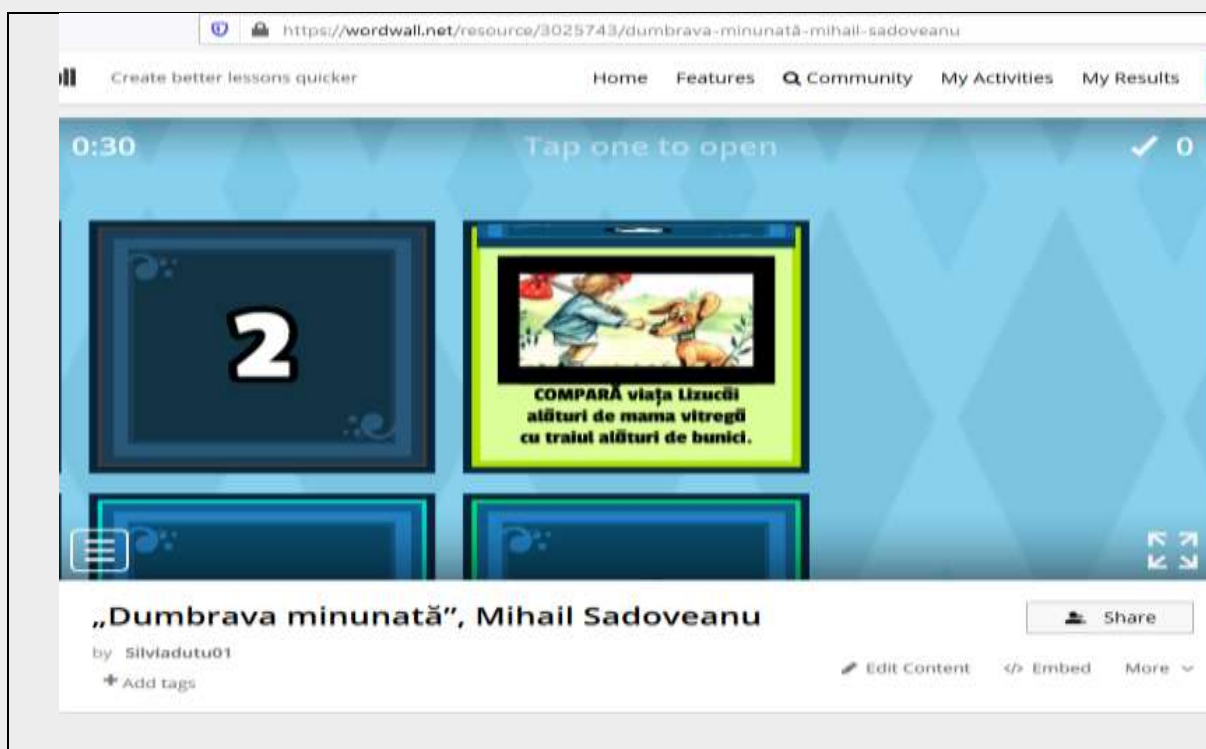 https://wordwall.net/resource/3025743/dumbrava-minunată-mihail-sadoveanu
ll Create better lessons quicker Home Features Community My Activities My Results
0:30 Tap one to open 0
2
COMPARĂ viața Lizucăi
alături de mama vitregă
cu traiul alături de bunici.
„Dumbrava minunată”, Mihail Sadoveanu
Share
by Silviadutu01
Edit Content </> Embed More
+ Add tags